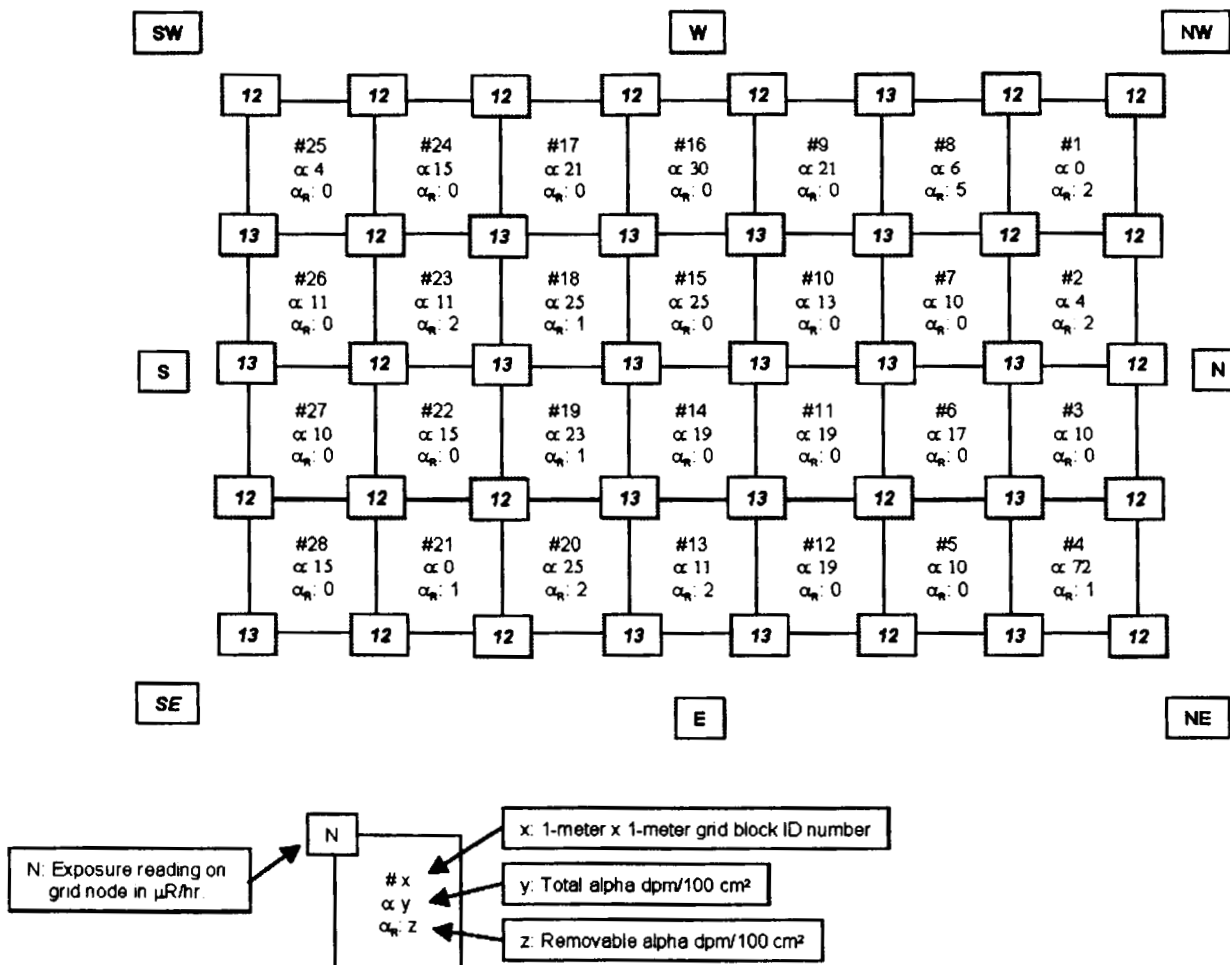 SW W NW
12 12 12 12 12 13 12 12
#25 #24 #17 #16 #9 #8 #1
α 4 α 15 α 21 α 30 α 21 α 6 α 0
αR: 0 αR: 0 αR: 0 αR: 0 αR: 0 αR: 5 αR: 2
13 12 13 13 13 13 12 12
#26 #23 #18 #15 #10 #7 #2
α 11 α 11 α 25 α 25 α 13 α 10 α 4
αR: 0 αR: 2 αR: 1 αR: 0 αR: 0 αR: 0 αR: 2
S 13 12 13 13 13 13 13 12 N
#27 #22 #19 #14 #11 #6 #3
α 10 α 15 α 23 α 19 α 19 α 17 α 10
αR: 0 αR: 0 αR: 1 αR: 0 αR: 0 αR: 0 αR: 0
12 12 12 13 13 12 13 12
#28 #21 #20 #13 #12 #5 #4
α 15 α 0 α 25 α 11 α 19 α 10 α 72
αR: 0 αR: 1 αR: 2 αR: 2 αR: 0 αR: 0 αR: 1
13 12 12 13 13 12 13 12
SE E NE
N
x: 1-meter x 1-meter grid block ID number
N: Exposure reading on
grid node in µR/hr.
# x
α y
αR: z
y: Total alpha dpm/100 cm²
z: Removable alpha dpm/100 cm²